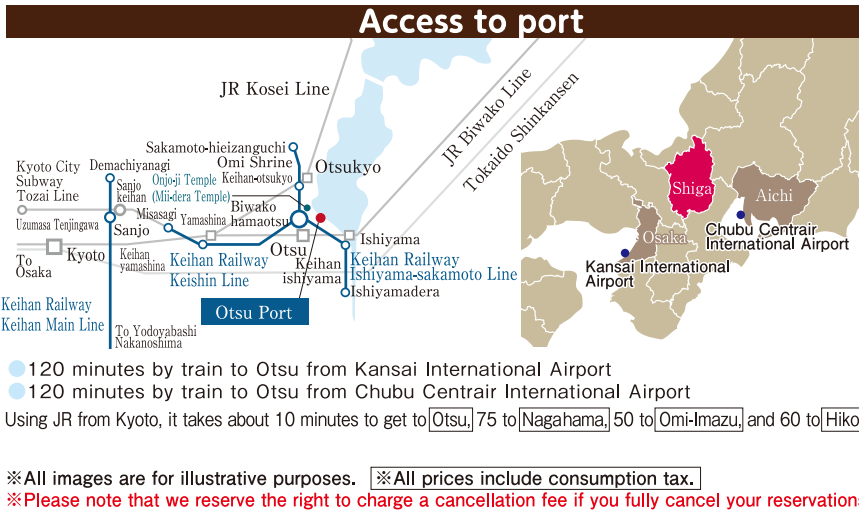 Access to port
JR Kosei Line
JR Biwako Line
Tokaido Shinkansen
Sakamoto-hieizanguchi
Omi Shrine
Keihan-otsukyo
Otsukyo
Kyoto City
Subway
Tozai Line
Demachiyanagi
Sanjo
keihan
Onjo-ji Temple
(Mii-dera Temple)
Biwako
hamaotsu
Uzumasa Tenjingawa
Sanjo
Misasagi
Yamashina
Otsu
Ishiyama
To
Osaka
Kyoto
Keihan
yamashina
Keihan Railway
Keishin Line
Keihan
ishiyama
Keihan Railway
Ishiyama-sakamoto Line
Ishiyamadera
Otsu Port
Keihan Railway
Keihan Main Line
To Yodoyabashi
Nakanoshima
Shiga
Aichi
Osaka
Chubu Centrair
International Airport
Kansai International
Airport
120 minutes by train to Otsu from Kansai International Airport
120 minutes by train to Otsu from Chubu Centrair International Airport
Using JR from Kyoto, it takes about 10 minutes to get to Otsu, 75 to Nagahama, 50 to Omi-Imazu, and 60 to Hiko
※All images are for illustrative purposes. ※All prices include consumption tax.
※Please note that we reserve the right to charge a cancellation fee if you fully cancel your reservations